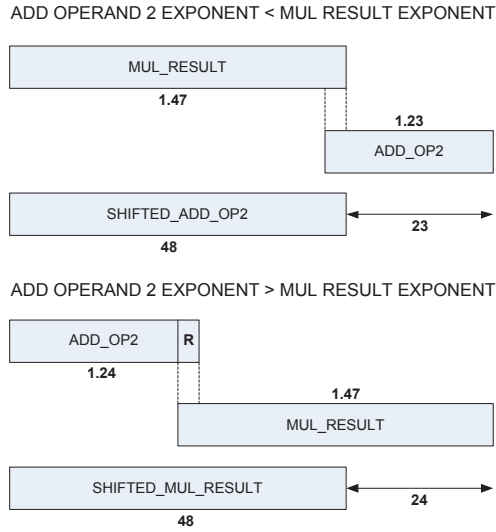 ADD OPERAND 2 EXPONENT < MUL RESULT EXPONENT
MUL_RESULT
1.47
1.23
ADD_OP2
SHIFTED_ADD_OP2
23
48
ADD OPERAND 2 EXPONENT > MUL RESULT EXPONENT
ADD_OP2 R
1.24
1.47
MUL_RESULT
SHIFTED_MUL_RESULT
24
48